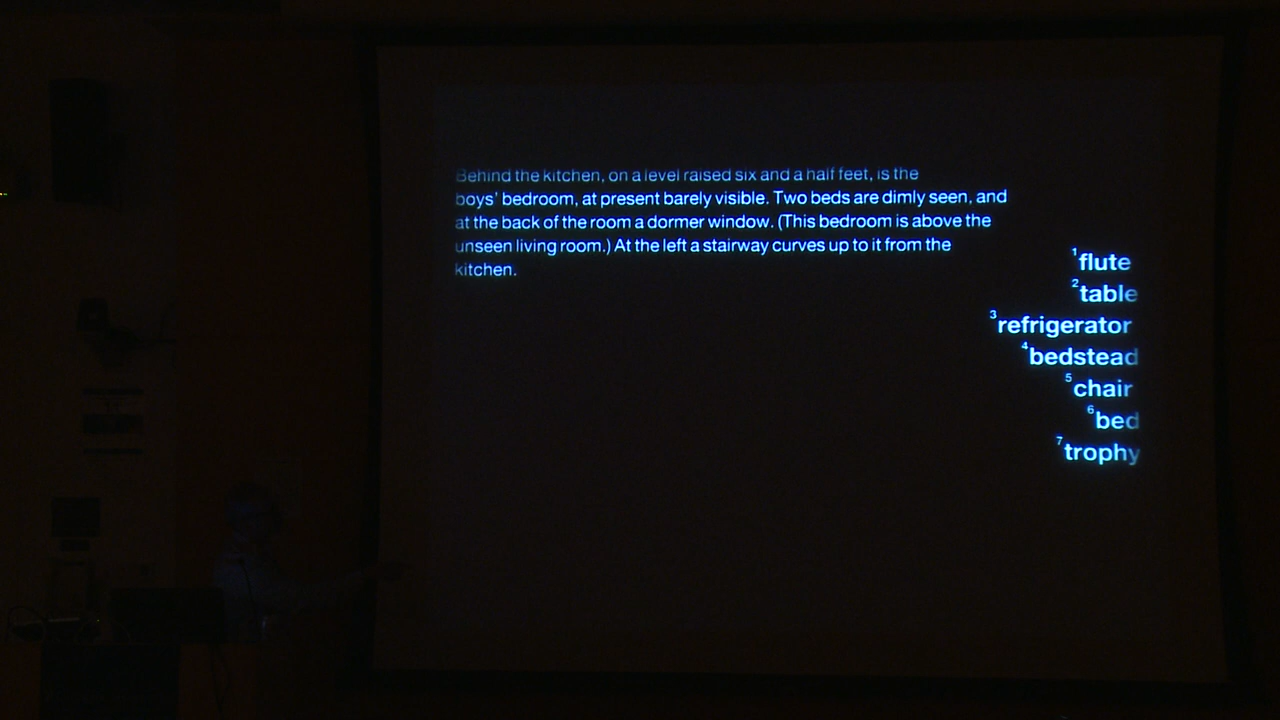 Behind the kitchen, on a level raised six and a half feet, is the
boys' bedroom, at present barely visible. Two beds are dimly seen, and
at the back of the room a dormer window. (This bedroom is above the
unseen living room.) At the left a stairway curves up to it from the
kitchen.
¹flute
²table
³refrigerator
⁴bedstead
⁵chair
⁶bed
⁷trophy